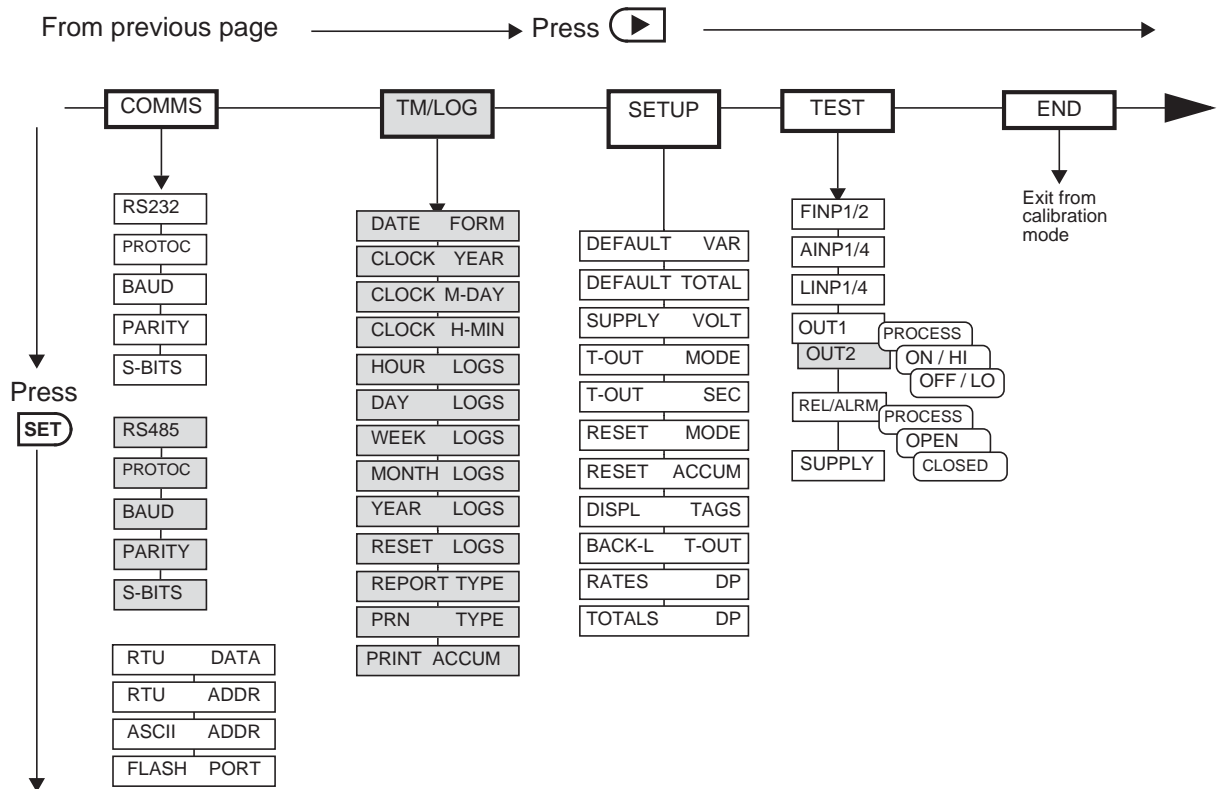 From previous page
Press
COMMS
TM/LOG
SETUP
TEST
END
RS232
PROTOC
BAUD
PARITY
S-BITS
RS485
PROTOC
BAUD
PARITY
S-BITS
RTU DATA
RTU ADDR
ASCII ADDR
FLASH PORT
DATE FORM
CLOCK YEAR
CLOCK M-DAY
CLOCK H-MIN
HOUR LOGS
DAY LOGS
WEEK LOGS
MONTH LOGS
YEAR LOGS
RESET LOGS
REPORT TYPE
PRN TYPE
PRINT ACCUM
DEFAULT VAR
DEFAULT TOTAL
SUPPLY VOLT
T-OUT MODE
T-OUT SEC
RESET MODE
RESET ACCUM
DISPL TAGS
BACK-L T-OUT
RATES DP
TOTALS DP
FINP1/2
AINP1/4
LINP1/4
OUT1
OUT2
PROCESS
ON / HI
OFF / LO
REL/ALRM
PROCESS
OPEN
CLOSED
SUPPLY
Exit from
calibration
mode
Press
SET